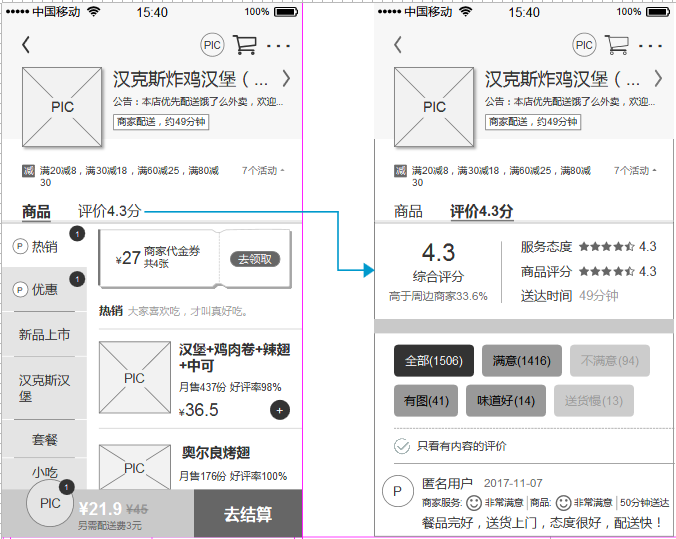 中国移动 15:40 100%
PIC
PIC
汉克斯炸鸡汉堡（...
公告：本店优先配送饿了么外卖，欢迎...
商家配送，约49分钟
减 满20减8，满30减18，满60减25，满80减
30
7个活动
商品 评价4.3分
P 热销 1
P 优惠 1
新品上市
汉克斯汉
堡
套餐
小吃
¥27 商家代金券
共4张
去领取
热销 大家喜欢吃，才叫真好吃。
PIC
汉堡+鸡肉卷+辣翅
+中可
月售437份 好评率98%
¥36.5 +
PIC
奥尔良烤翅
月售176份 好评率100%
PIC 1
¥21.9 ¥45
另需配送费3元
去结算
中国移动 15:40 100%
PIC
PIC
汉克斯炸鸡汉堡（...
公告：本店优先配送饿了么外卖，欢迎...
商家配送，约49分钟
减 满20减8，满30减18，满60减25，满80减
30
7个活动
商品 评价4.3分
4.3
综合评分
高于周边商家33.6%
服务态度 4.3
商品评分 4.3
送达时间 49分钟
全部(1506) 满意(1416) 不满意(94)
有图(41) 味道好(14) 送货慢(13)
只看有内容的评价
P 匿名用户 2017-11-07
商家服务: 非常满意 商品: 非常满意 50分钟送达
餐品完好，送货上门，态度很好，配送快！